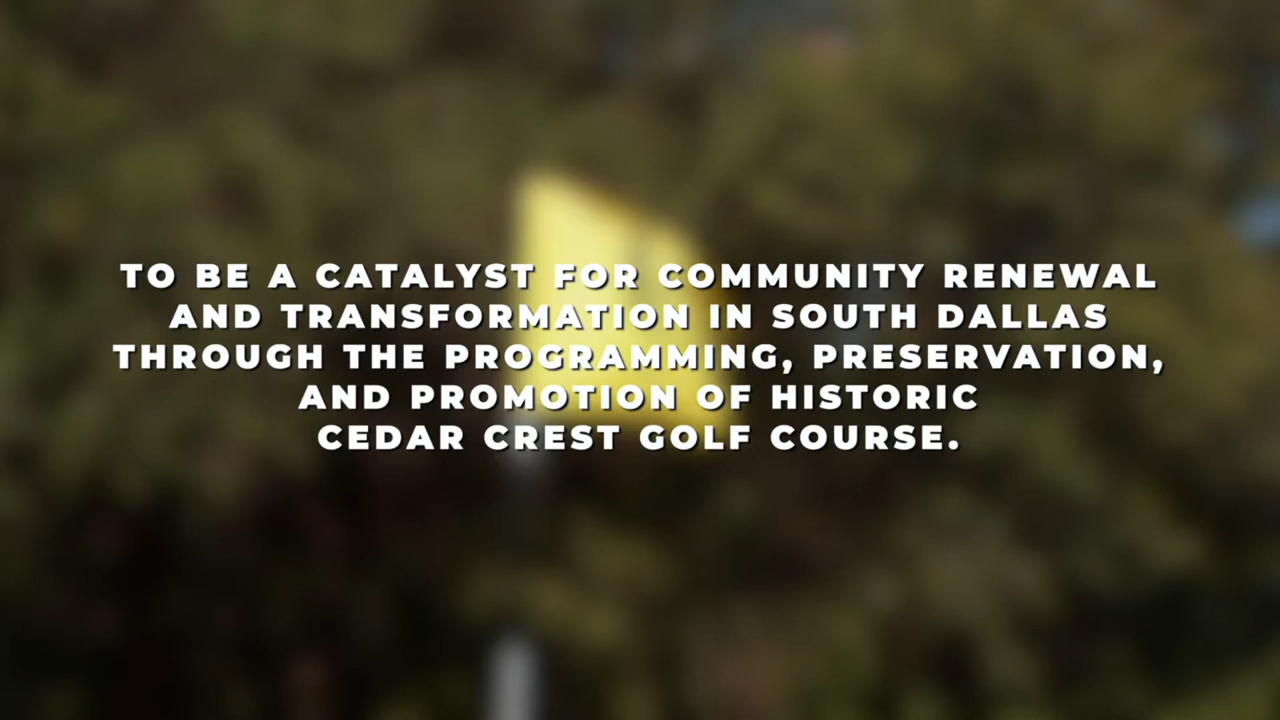 TO BE A CATALYST FOR COMMUNITY RENEWAL
AND TRANSFORMATION IN SOUTH DALLAS
THROUGH THE PROGRAMMING, PRESERVATION,
AND PROMOTION OF HISTORIC
CEDAR CREST GOLF COURSE.